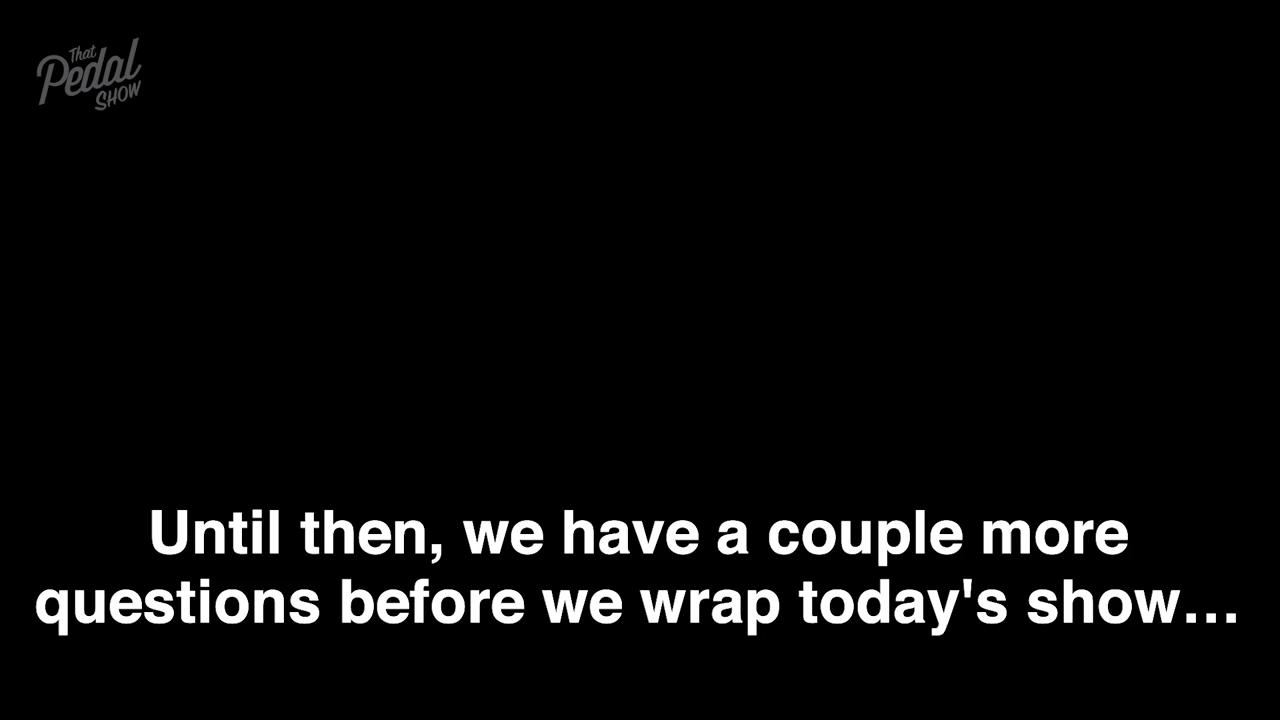 That
Pedal
SHOW
Until then, we have a couple more
questions before we wrap today's show...